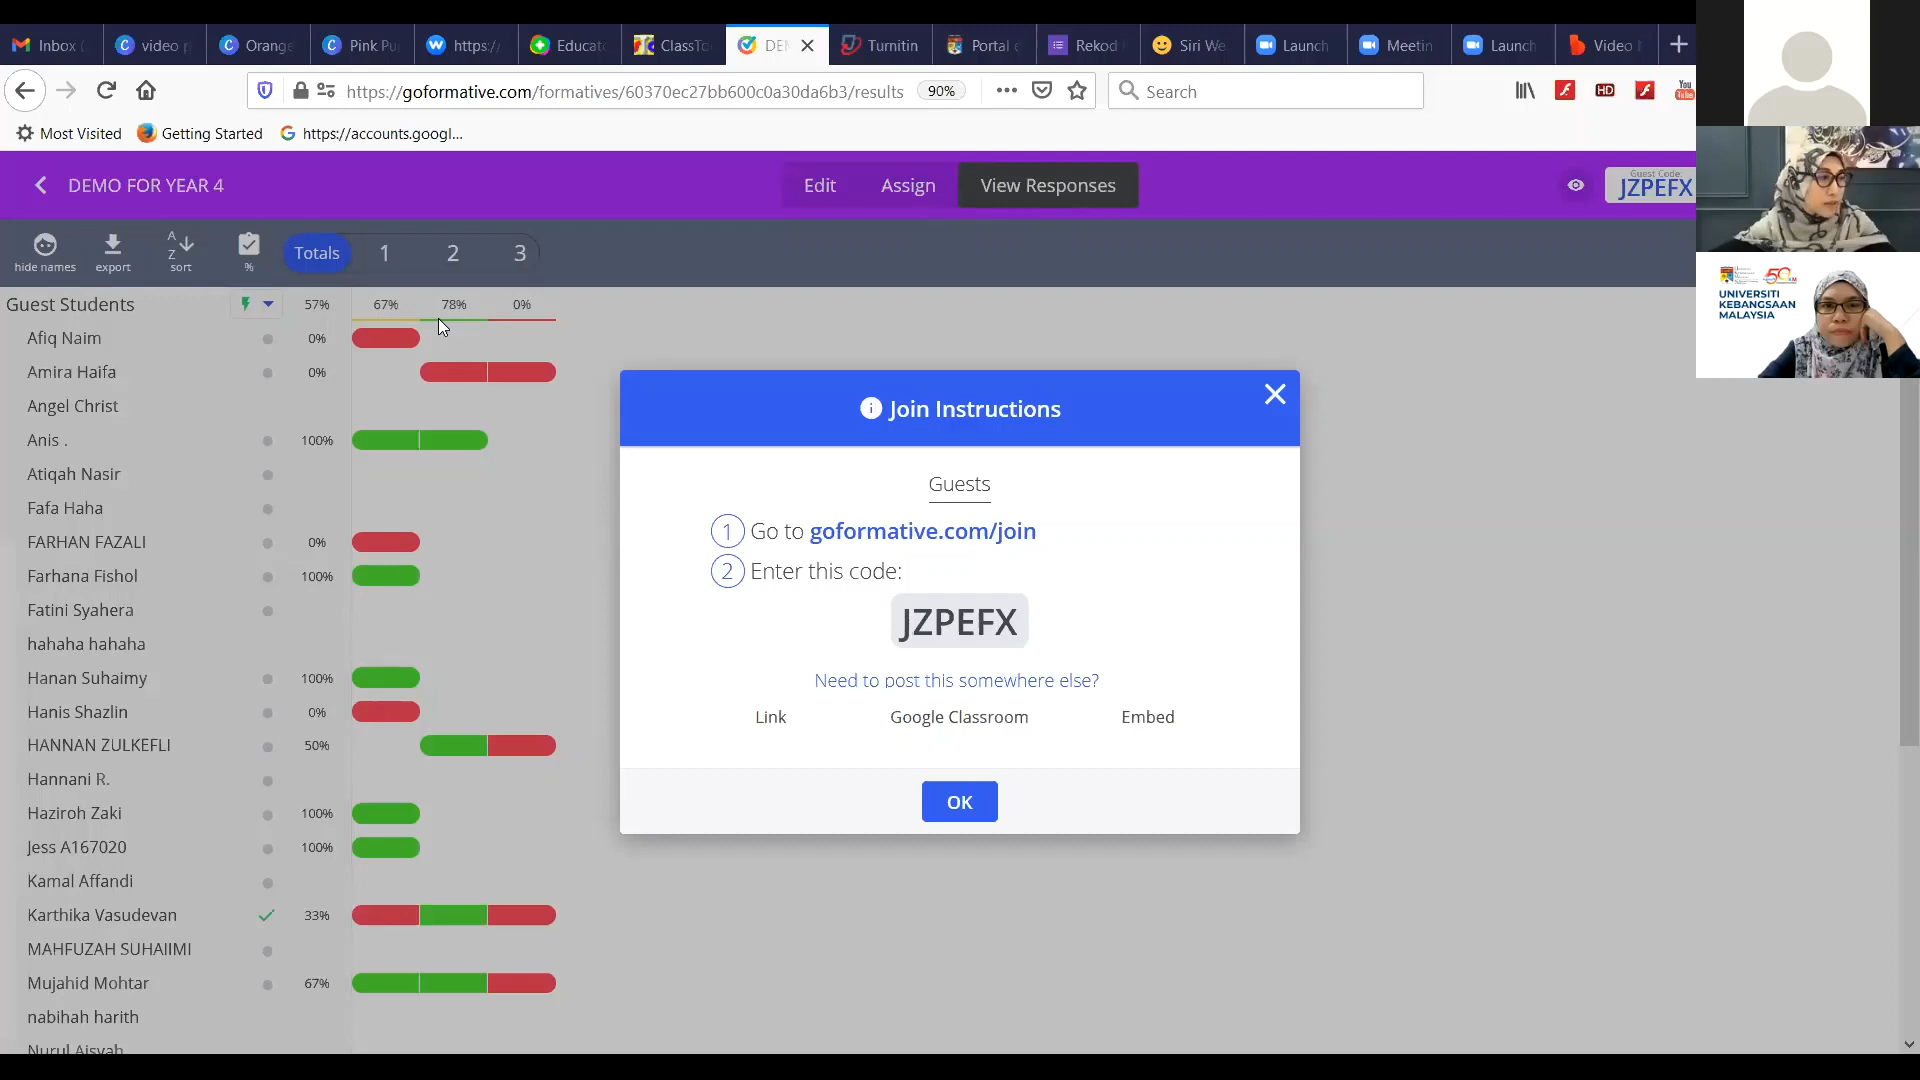 Inbox
video p
Orange
Pink Pu
https:/
Educat
ClassTo
DE
Turnitin
Portal e
Rekod
Siri We
Launch
Meetin
Launch
Video
https://goformative.com/formatives/60370ec27bb600c0a30da6b3/results
90%
Search
HD
You
Most Visited
Getting Started
https://accounts.googl...
DEMO FOR YEAR 4
Edit
Assign
View Responses
Guest Code:
JZPEFX
hide names
export
A
Z
sort
%
Totals
1
2
3
Guest Students
57%
67%
78%
0%
Afiq Naim 0%
Amira Haifa 0%
Angel Christ
Anis . 100%
Atiqah Nasir
Fafa Haha
FARHAN FAZALI 0%
Farhana Fishol 100%
Fatini Syahera
hahaha hahaha
Hanan Suhaimy 100%
Hanis Shazlin 0%
HANNAN ZULKEFLI 50%
Hannani R.
Haziroh Zaki 100%
Jess A167020 100%
Kamal Affandi
Karthika Vasudevan 33%
MAHFUZAH SUHAIIMI
Mujahid Mohtar 67%
nabihah harith
Nurul Aisyah
Join Instructions
Guests
1 Go to goformative.com/join
2 Enter this code:
JZPEFX
Need to post this somewhere else?
Link
Google Classroom
Embed
OK
UNIVERSITI
KEBANGSAAN
MALAYSIA